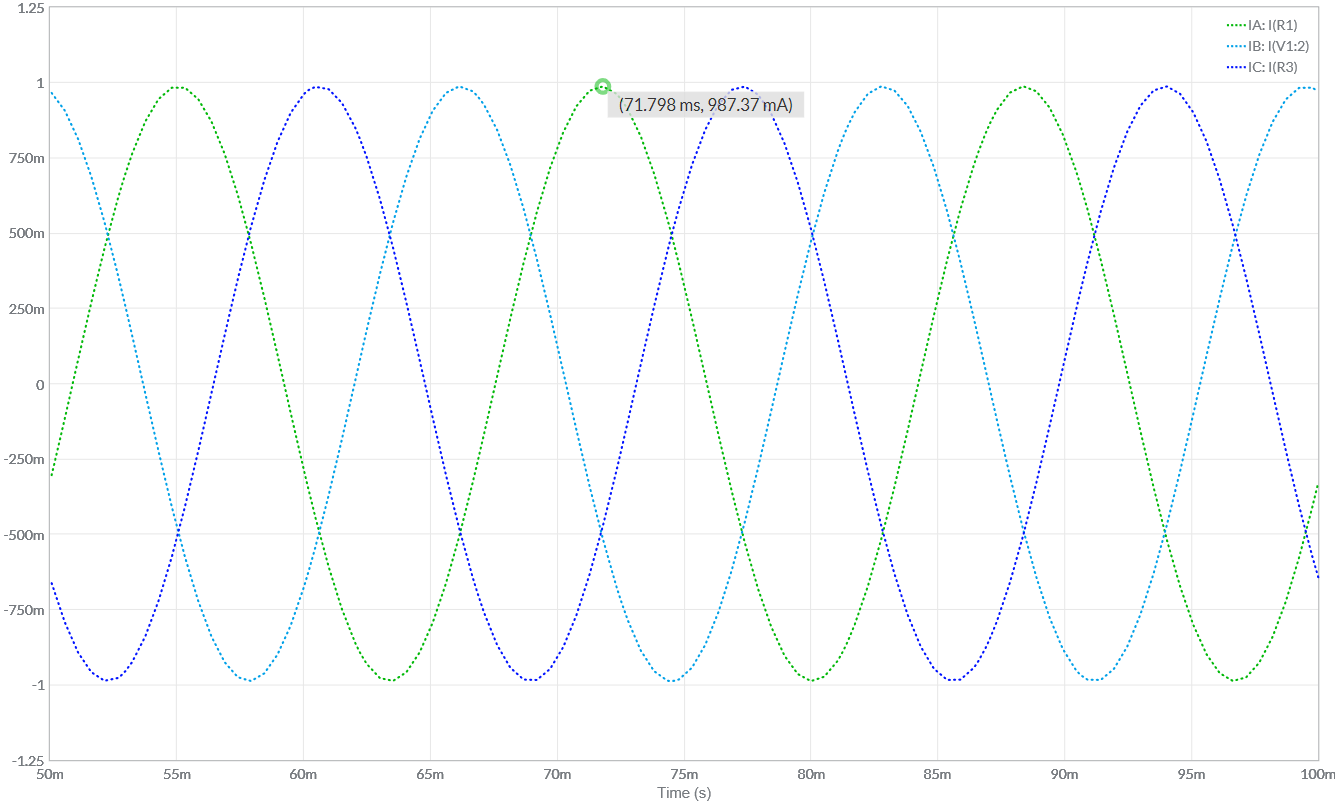 1.25
IA: I(R1)
IB: I(V1:2)
IC: I(R3)
1
(71.798 ms, 987.37 mA)
750m
500m
250m
0
-250m
-500m
-750m
-1
-1.25
50m 55m 60m 65m 70m 75m 80m 85m 90m 95m 100m
Time (s)